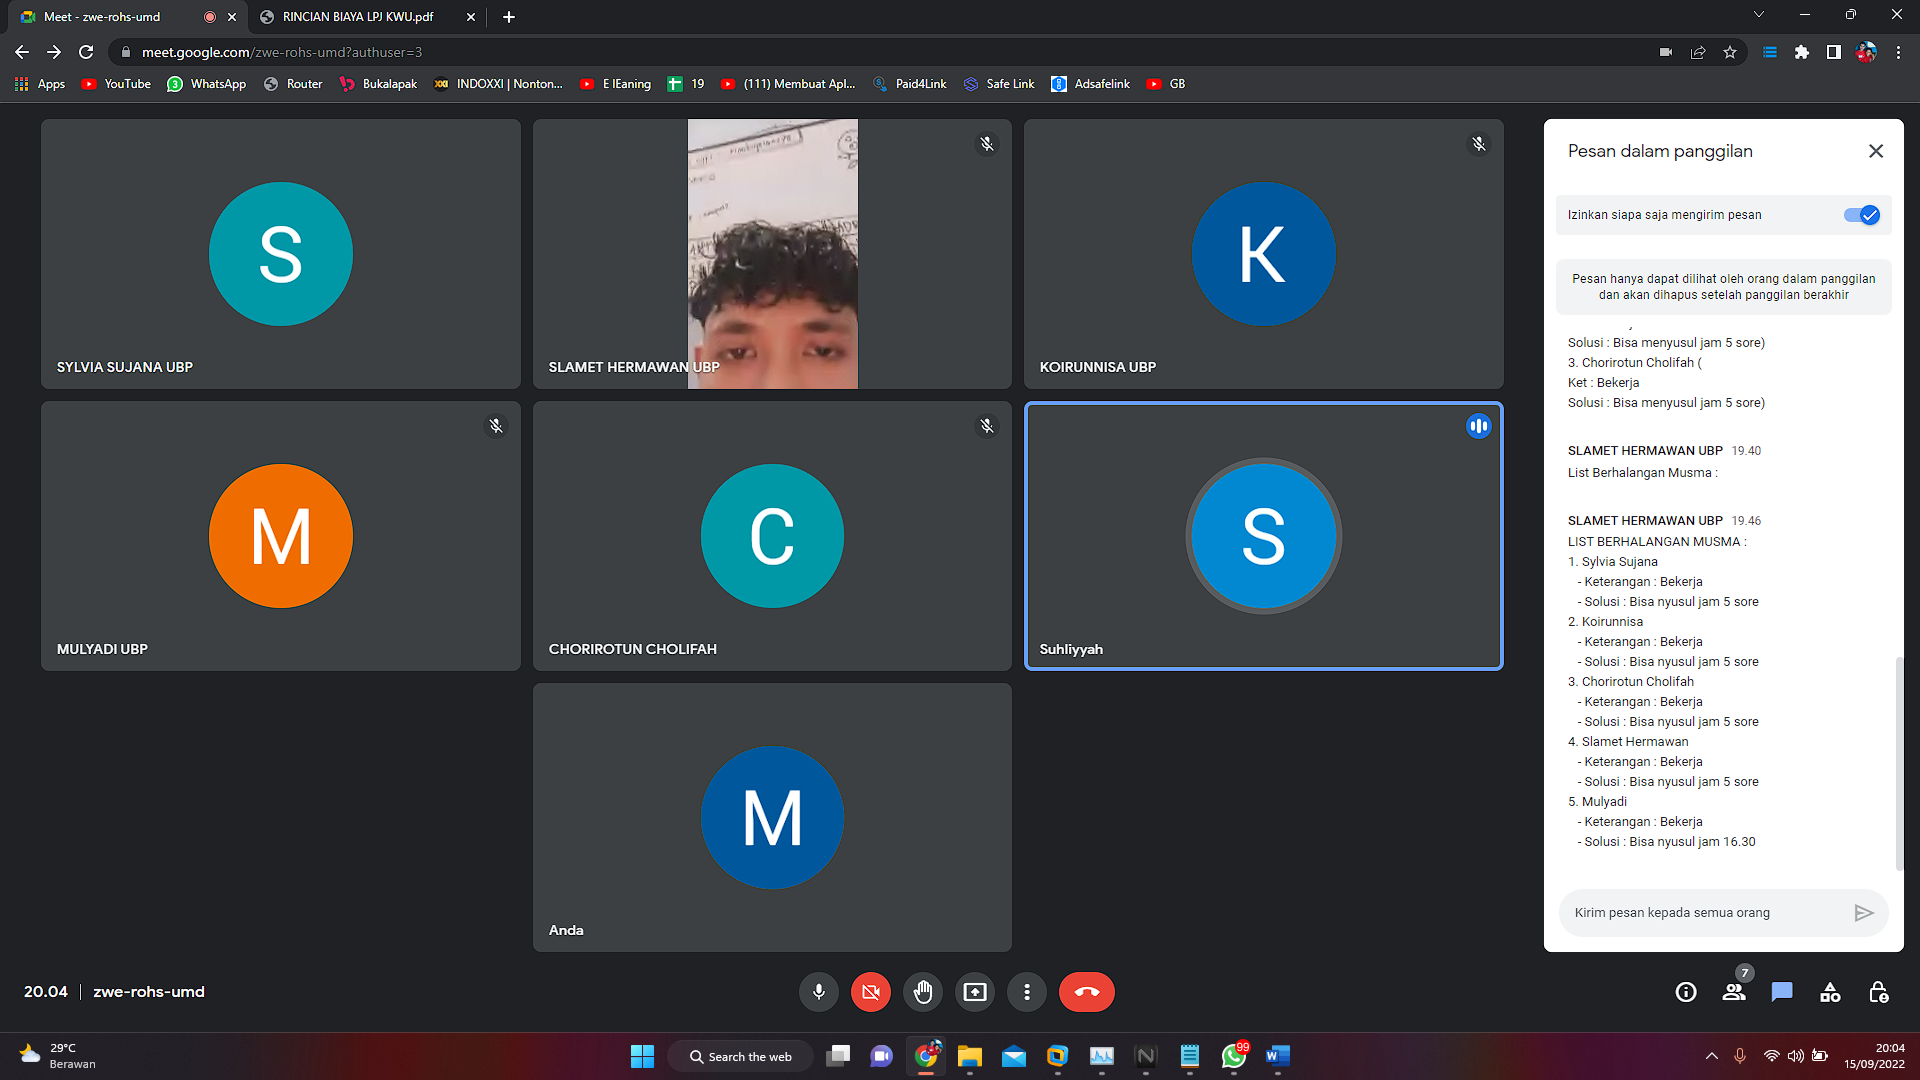 Meet - zwe-rohs-umd
RINCIAN BIAYA LPJ KWU.pdf
meet.google.com/zwe-rohs-umd?authuser=3
Apps
YouTube
WhatsApp
Router
Bukalapak
INDOXXI | Nonton...
E lEaning
19
(111) Membuat Apl...
Paid4Link
Safe Link
Adsafelink
GB
S
SYLVIA SUJANA UBP
SLAMET HERMAWAN UBP
K
KOIRUNNISA UBP
M
MULYADI UBP
C
CHORIROTUN CHOLIFAH
S
Suhliyyah
M
Anda
Pesan dalam panggilan
Izinkan siapa saja mengirim pesan
Pesan hanya dapat dilihat oleh orang dalam panggilan
dan akan dihapus setelah panggilan berakhir
Solusi : Bisa menyusul jam 5 sore)
3. Chorirotun Cholifah (
Ket : Bekerja
Solusi : Bisa menyusul jam 5 sore)
SLAMET HERMAWAN UBP 19.40
List Berhalangan Musma :
SLAMET HERMAWAN UBP 19.46
LIST BERHALANGAN MUSMA :
1. Sylvia Sujana
- Keterangan : Bekerja
- Solusi : Bisa nyusul jam 5 sore
2. Koirunnisa
- Keterangan : Bekerja
- Solusi : Bisa nyusul jam 5 sore
3. Chorirotun Cholifah
- Keterangan : Bekerja
- Solusi : Bisa nyusul jam 5 sore
4. Slamet Hermawan
- Keterangan : Bekerja
- Solusi : Bisa nyusul jam 5 sore
5. Mulyadi
- Keterangan : Bekerja
- Solusi : Bisa nyusul jam 16.30
Kirim pesan kepada semua orang
20.04 | zwe-rohs-umd
7
29°C
Berawan
Search the web
99
20:04
15/09/2022